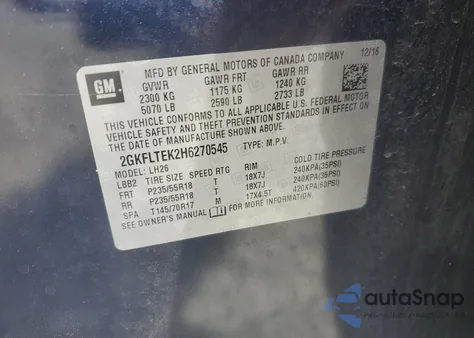 GM
MFD BY GENERAL MOTORS OF CANADA COMPANY 12/16
GVWR GAWR FRT GAWR RR
2300 KG 1175 KG 1240 KG
5070 LB 2590 LB 2733 LB
THIS VEHICLE CONFORMS TO ALL APPLICABLE U.S. FEDERAL MOTOR
VEHICLE SAFETY AND THEFT PREVENTION STANDARDS IN EFFECT ON THE
DATE OF MANUFACTURE SHOWN ABOVE.
2GKFLTEK2H6270545 TYPE: M.P.V.
MODEL: LH26
LBB2 TIRE SIZE SPEED RTG RIM COLD TIRE PRESSURE
FRT P235/55R18 T 18X7J 240KPA(35PSI)
RR P235/55R18 T 18X7J 240KPA(35PSI)
SPA T145/70R17 M 17X4.5T 420KPA(60PSI)
SEE OWNER'S MANUAL FOR MORE INFORMATION.
autaSnap